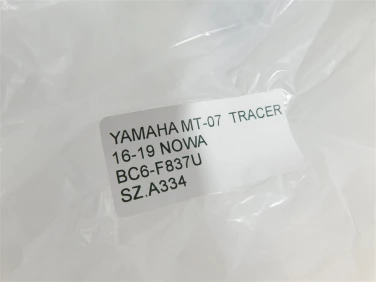 YAMAHA MT-07 TRACER
16-19 NOWA
BC6-F837U
SZ.A334